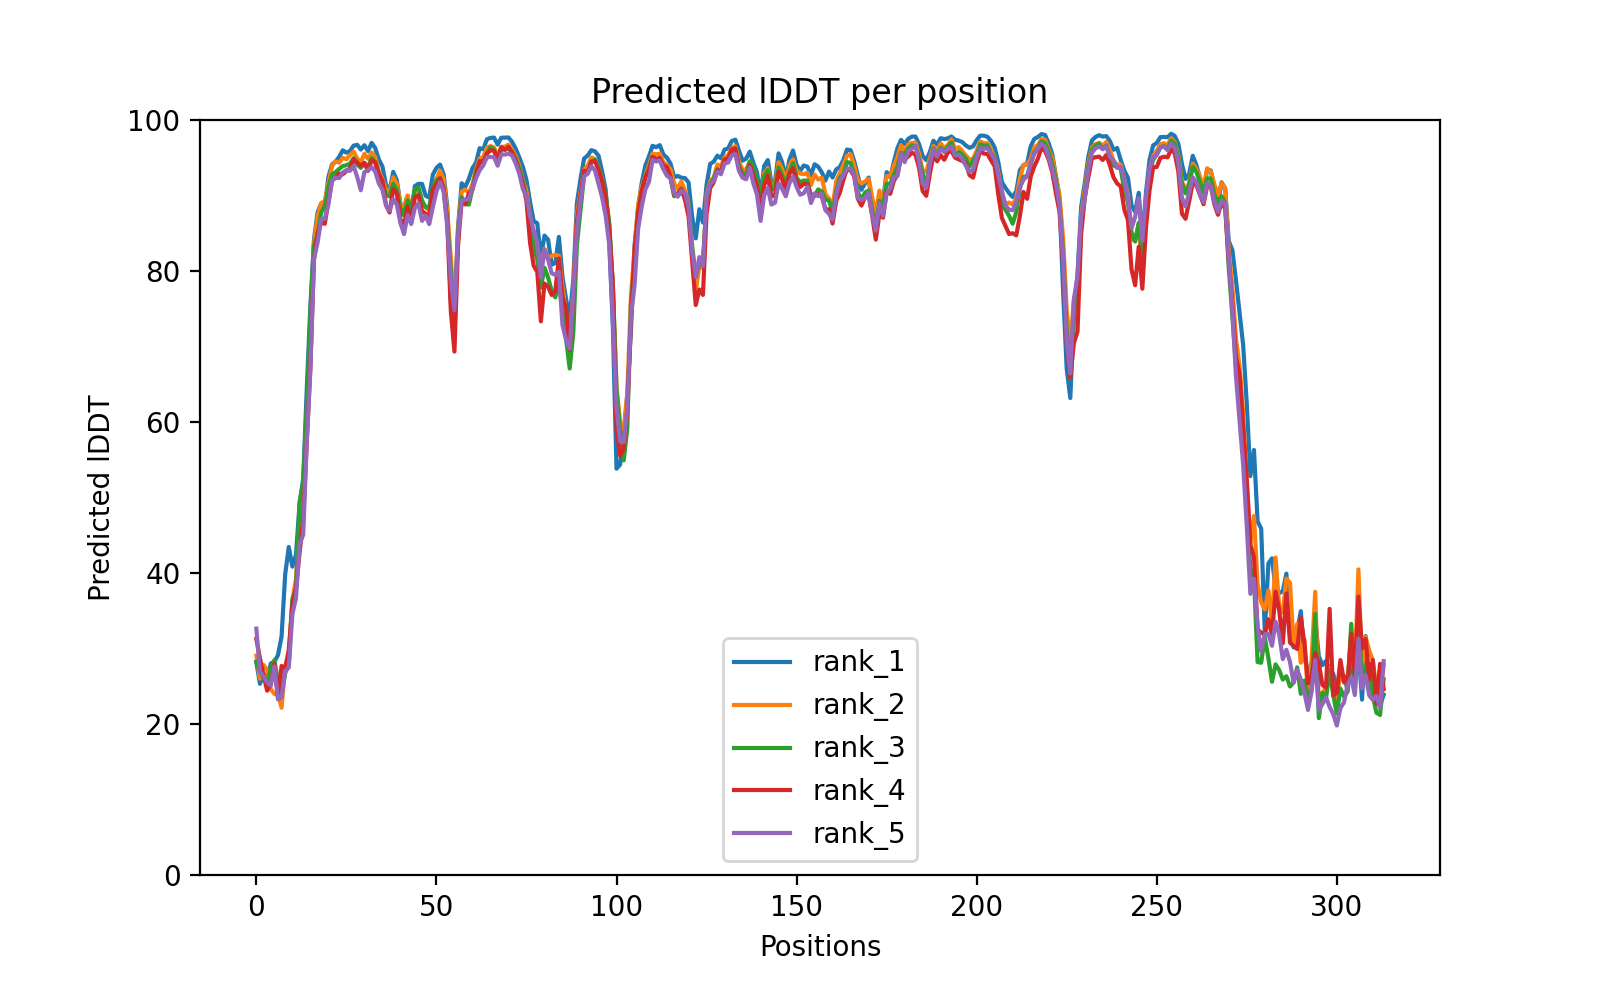 Predicted lDDT per position
100
80
60
40
20
0
Predicted lDDT
rank_1
rank_2
rank_3
rank_4
rank_5
0 50 100 150 200 250 300
Positions